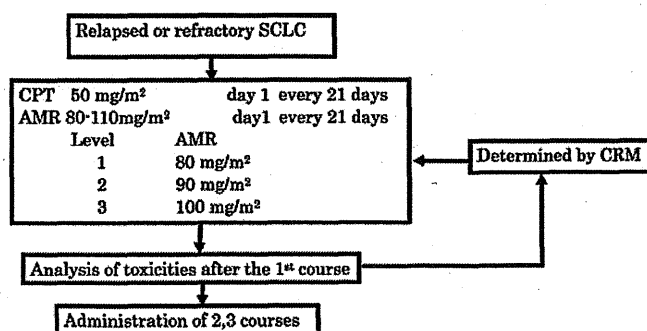 Relapsed or refractory SCLC
CPT 50 mg/m² day 1 every 21 days
AMR 80-110mg/m² day1 every 21 days
Level AMR
1 80 mg/m²
2 90 mg/m²
3 100 mg/m²
Determined by CRM
Analysis of toxicities after the 1st course
Administration of 2,3 courses